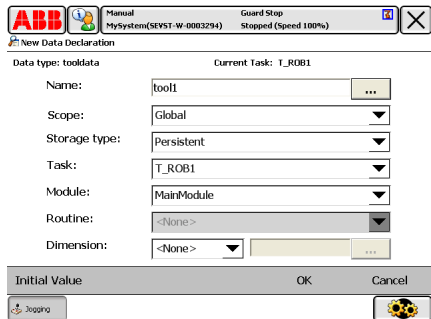 ABB
Manual
Guard Stop
MySystem(SEVST-W-0003294)
Stopped (Speed 100%)
New Data Declaration
Data type: tooldata
Current Task: T_ROB1
Name:
tool1
...
Scope:
Global
Storage type:
Persistent
Task:
T_ROB1
Module:
MainModule
Routine:
<None>
Dimension:
<None>
...
Initial Value
OK
Cancel
Jogging